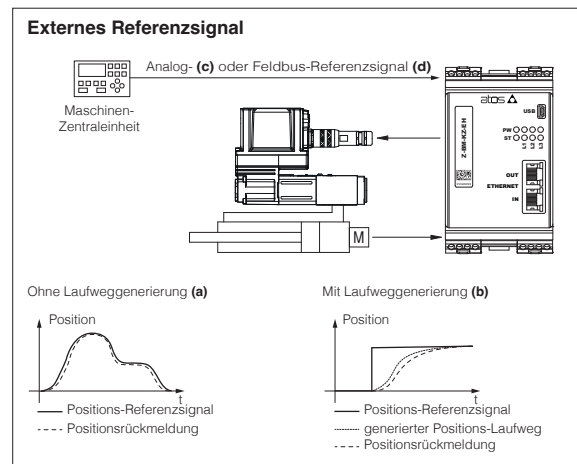 Externes Referenzsignal
Analog- (c) oder Feldbus-Referenzsignal (d)
Maschinen-
Zentraleinheit
atos
USB
Z-BM-KZ-EH
PW
ST
L1 L2 L3
OUT
ETHERNET
IN
M
Ohne Laufweggenerierung (a)
Position
t
Positions-Referenzsignal
Positionsrückmeldung
Mit Laufweggenerierung (b)
Position
t
Positions-Referenzsignal
generierter Positions-Laufweg
Positionsrückmeldung